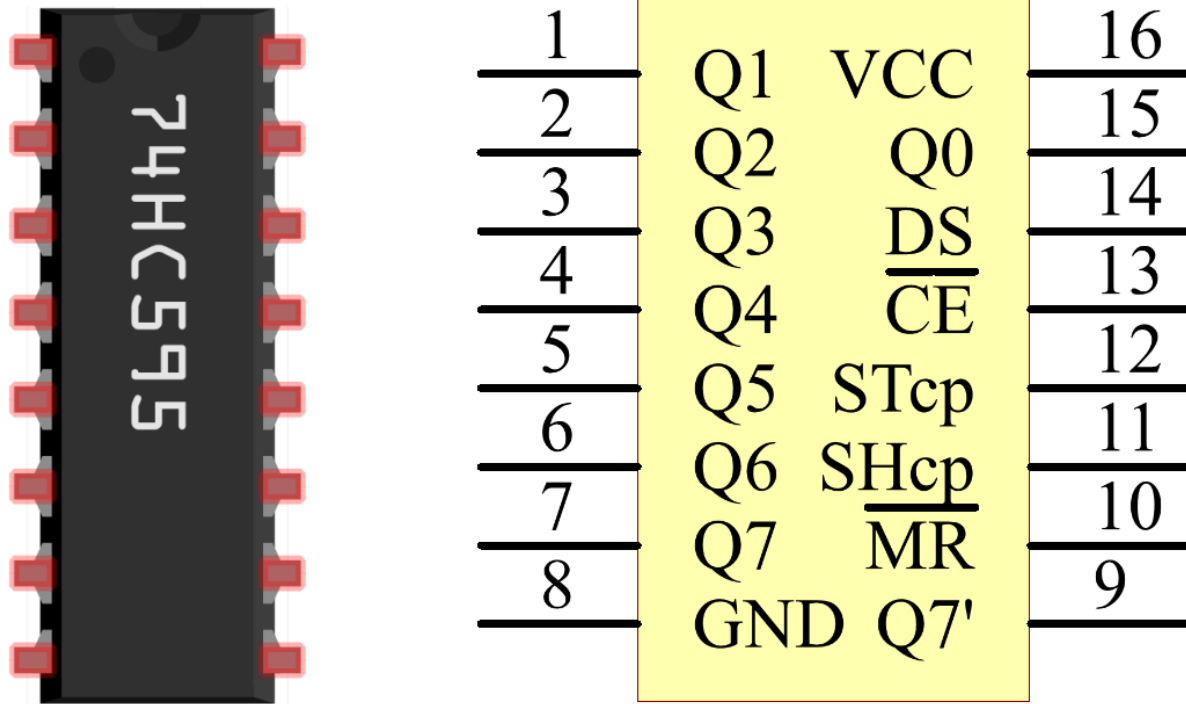 74HC595
1 16
Q1 VCC
2 15
Q2 Q0
3 14
Q3 DS
4 13
Q4 CE
5 12
Q5 STcp
6 11
Q6 SHcp
7 10
Q7 MR
8 9
GND Q7'